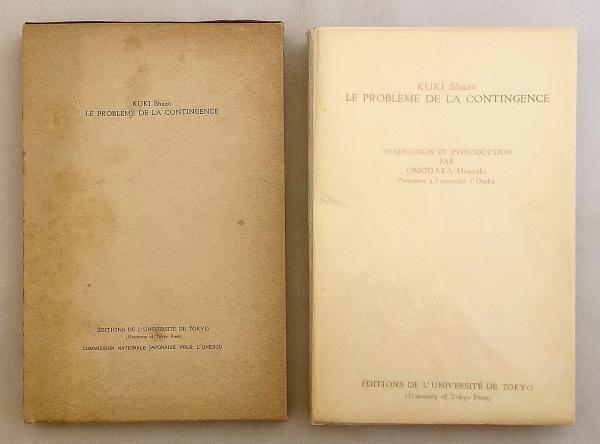 KUKI Shūzō
LE PROBLÈME DE LA CONTINGENCE
ÉDITIONS DE L'UNIVERSITÉ DE TOKYO
(University of Tokyo Press)
COMMISSION NATIONALE JAPONAISE POUR L'UNESCO
KUKI Shūzō
LE PROBLÈME DE LA CONTINGENCE
TRADUCTION ET INTRODUCTION
PAR
OMODAKA Hisayuki
Professeur à l'université d'Osaka
ÉDITIONS DE L'UNIVERSITÉ DE TOKYO
(University of Tokyo Press)